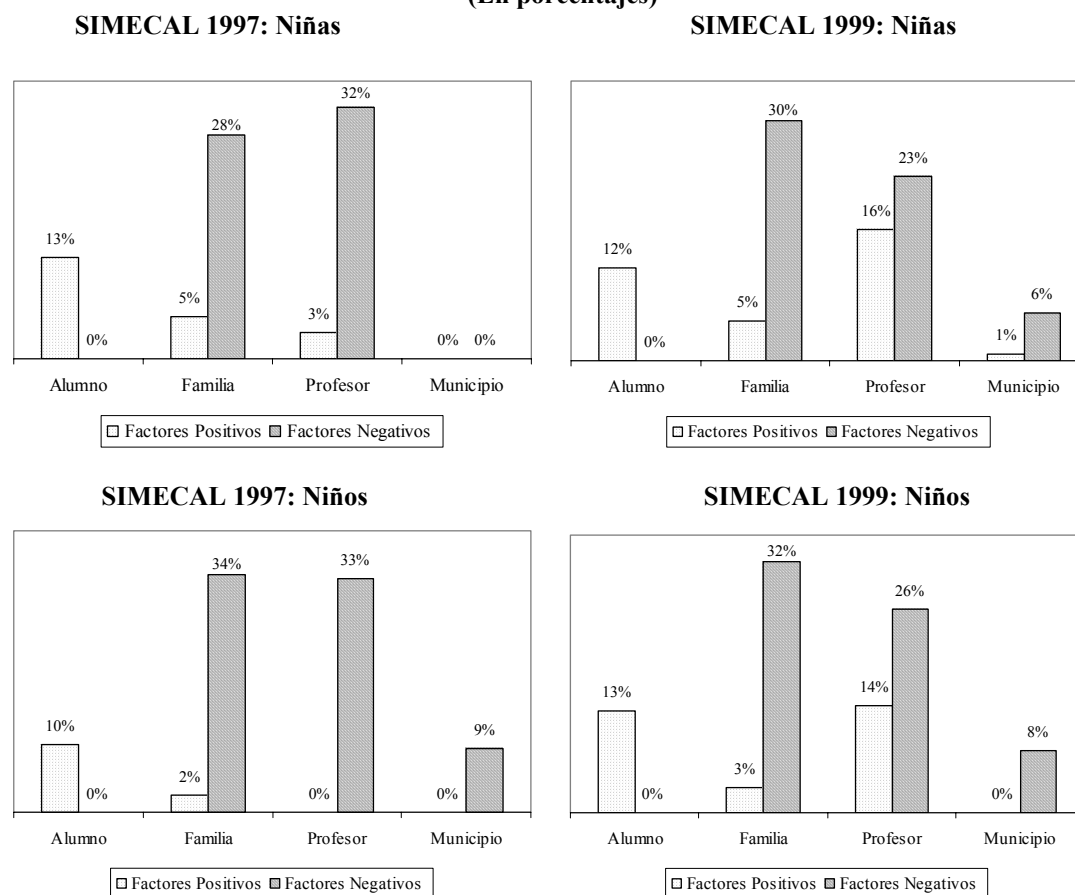 (En porcentajes)
SIMECAL 1997: Niñas
32%
28%
13%
5%
3%
0%
0%
0%
Alumno
Familia
Profesor
Municipio
Factores Positivos
Factores Negativos
SIMECAL 1999: Niñas
30%
23%
16%
12%
5%
6%
1%
0%
Alumno
Familia
Profesor
Municipio
Factores Positivos
Factores Negativos
SIMECAL 1997: Niños
34%
33%
10%
9%
2%
0%
0%
0%
Alumno
Familia
Profesor
Municipio
Factores Positivos
Factores Negativos
SIMECAL 1999: Niños
32%
26%
13%
14%
8%
3%
0%
0%
Alumno
Familia
Profesor
Municipio
Factores Positivos
Factores Negativos